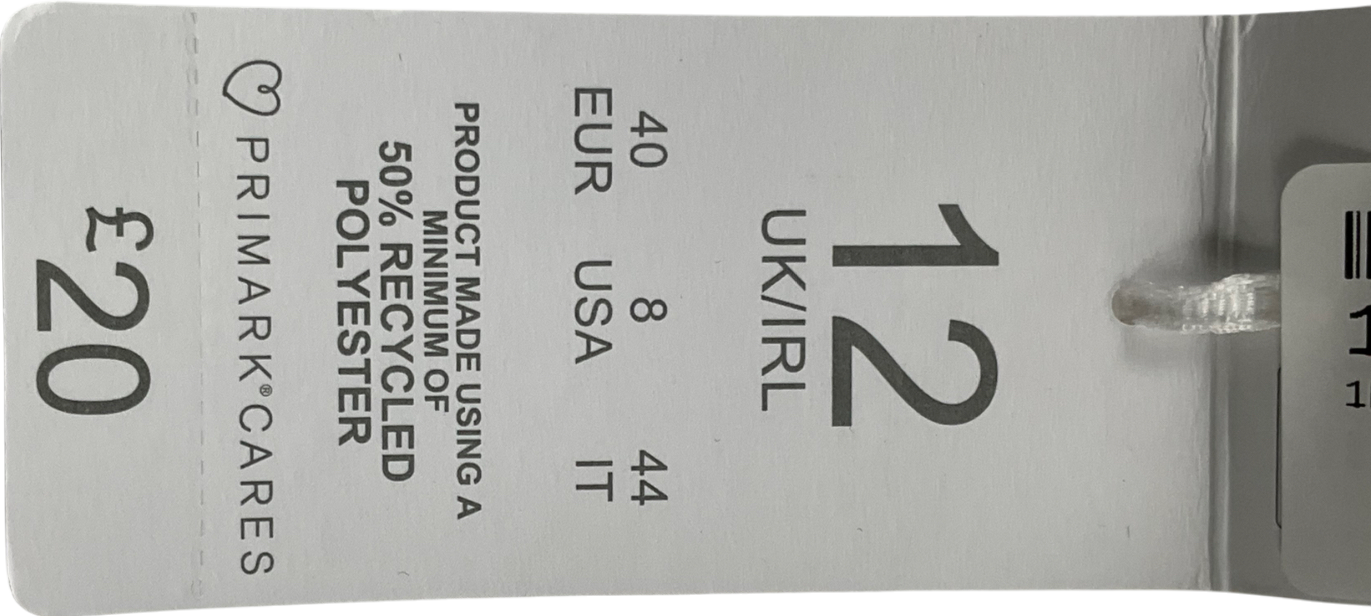 12
UK/IRL
40 8 44
EUR USA IT
PRODUCT MADE USING A
MINIMUM OF
50% RECYCLED
POLYESTER
PRIMARK®CARES
£20